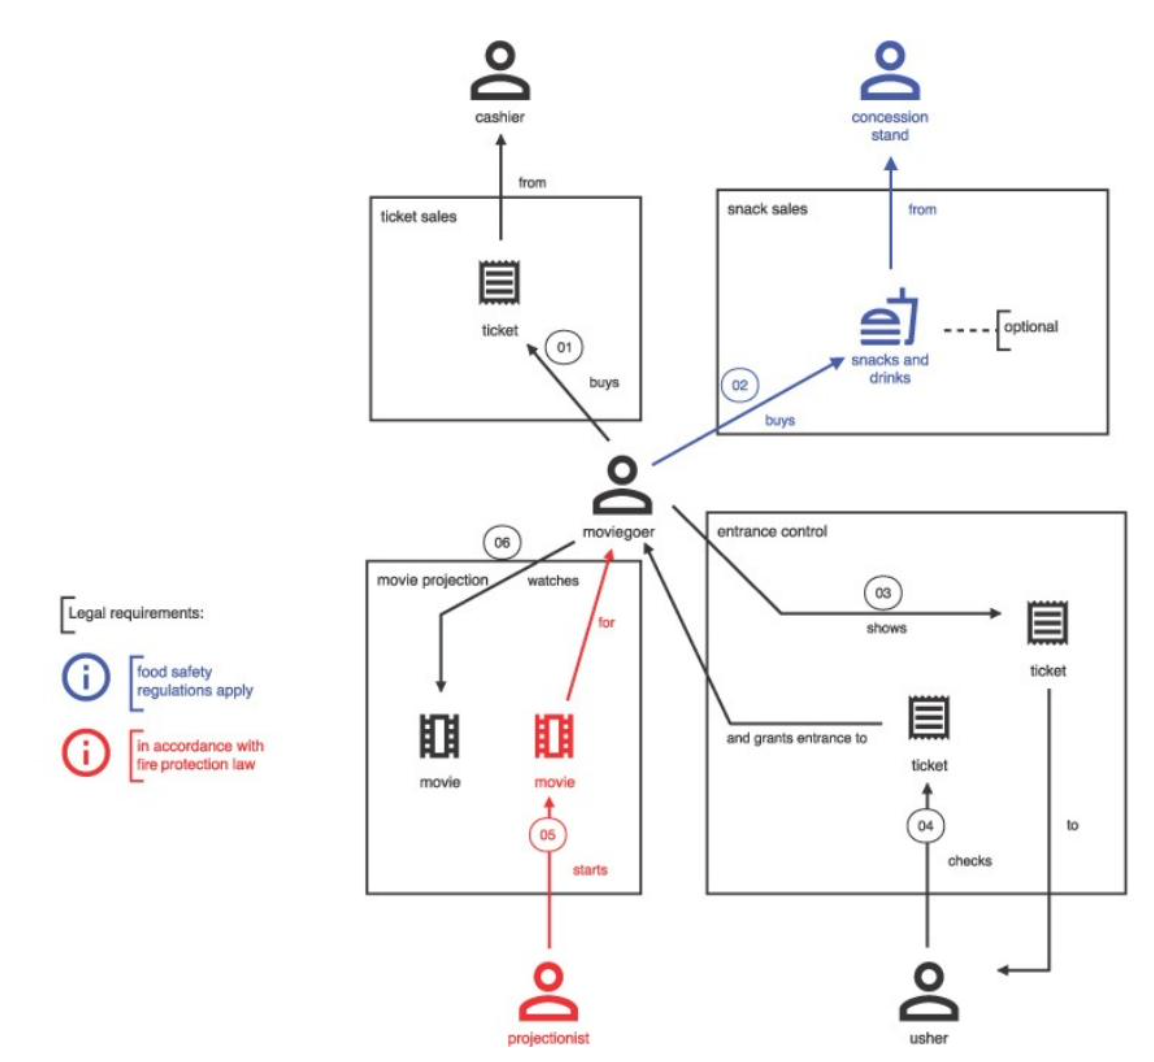 cashier
concession
stand
from
ticket sales
snack sales
from
ticket
optional
01
buys
snacks and
drinks
02
buys
moviegoer
06
entrance control
movie projection
watches
03
Legal requirements:
for
shows
food safety
regulations apply
ticket
in accordance with
fire protection law
and grants entrance to
ticket
movie
movie
05
04
to
checks
starts
projectionist
usher